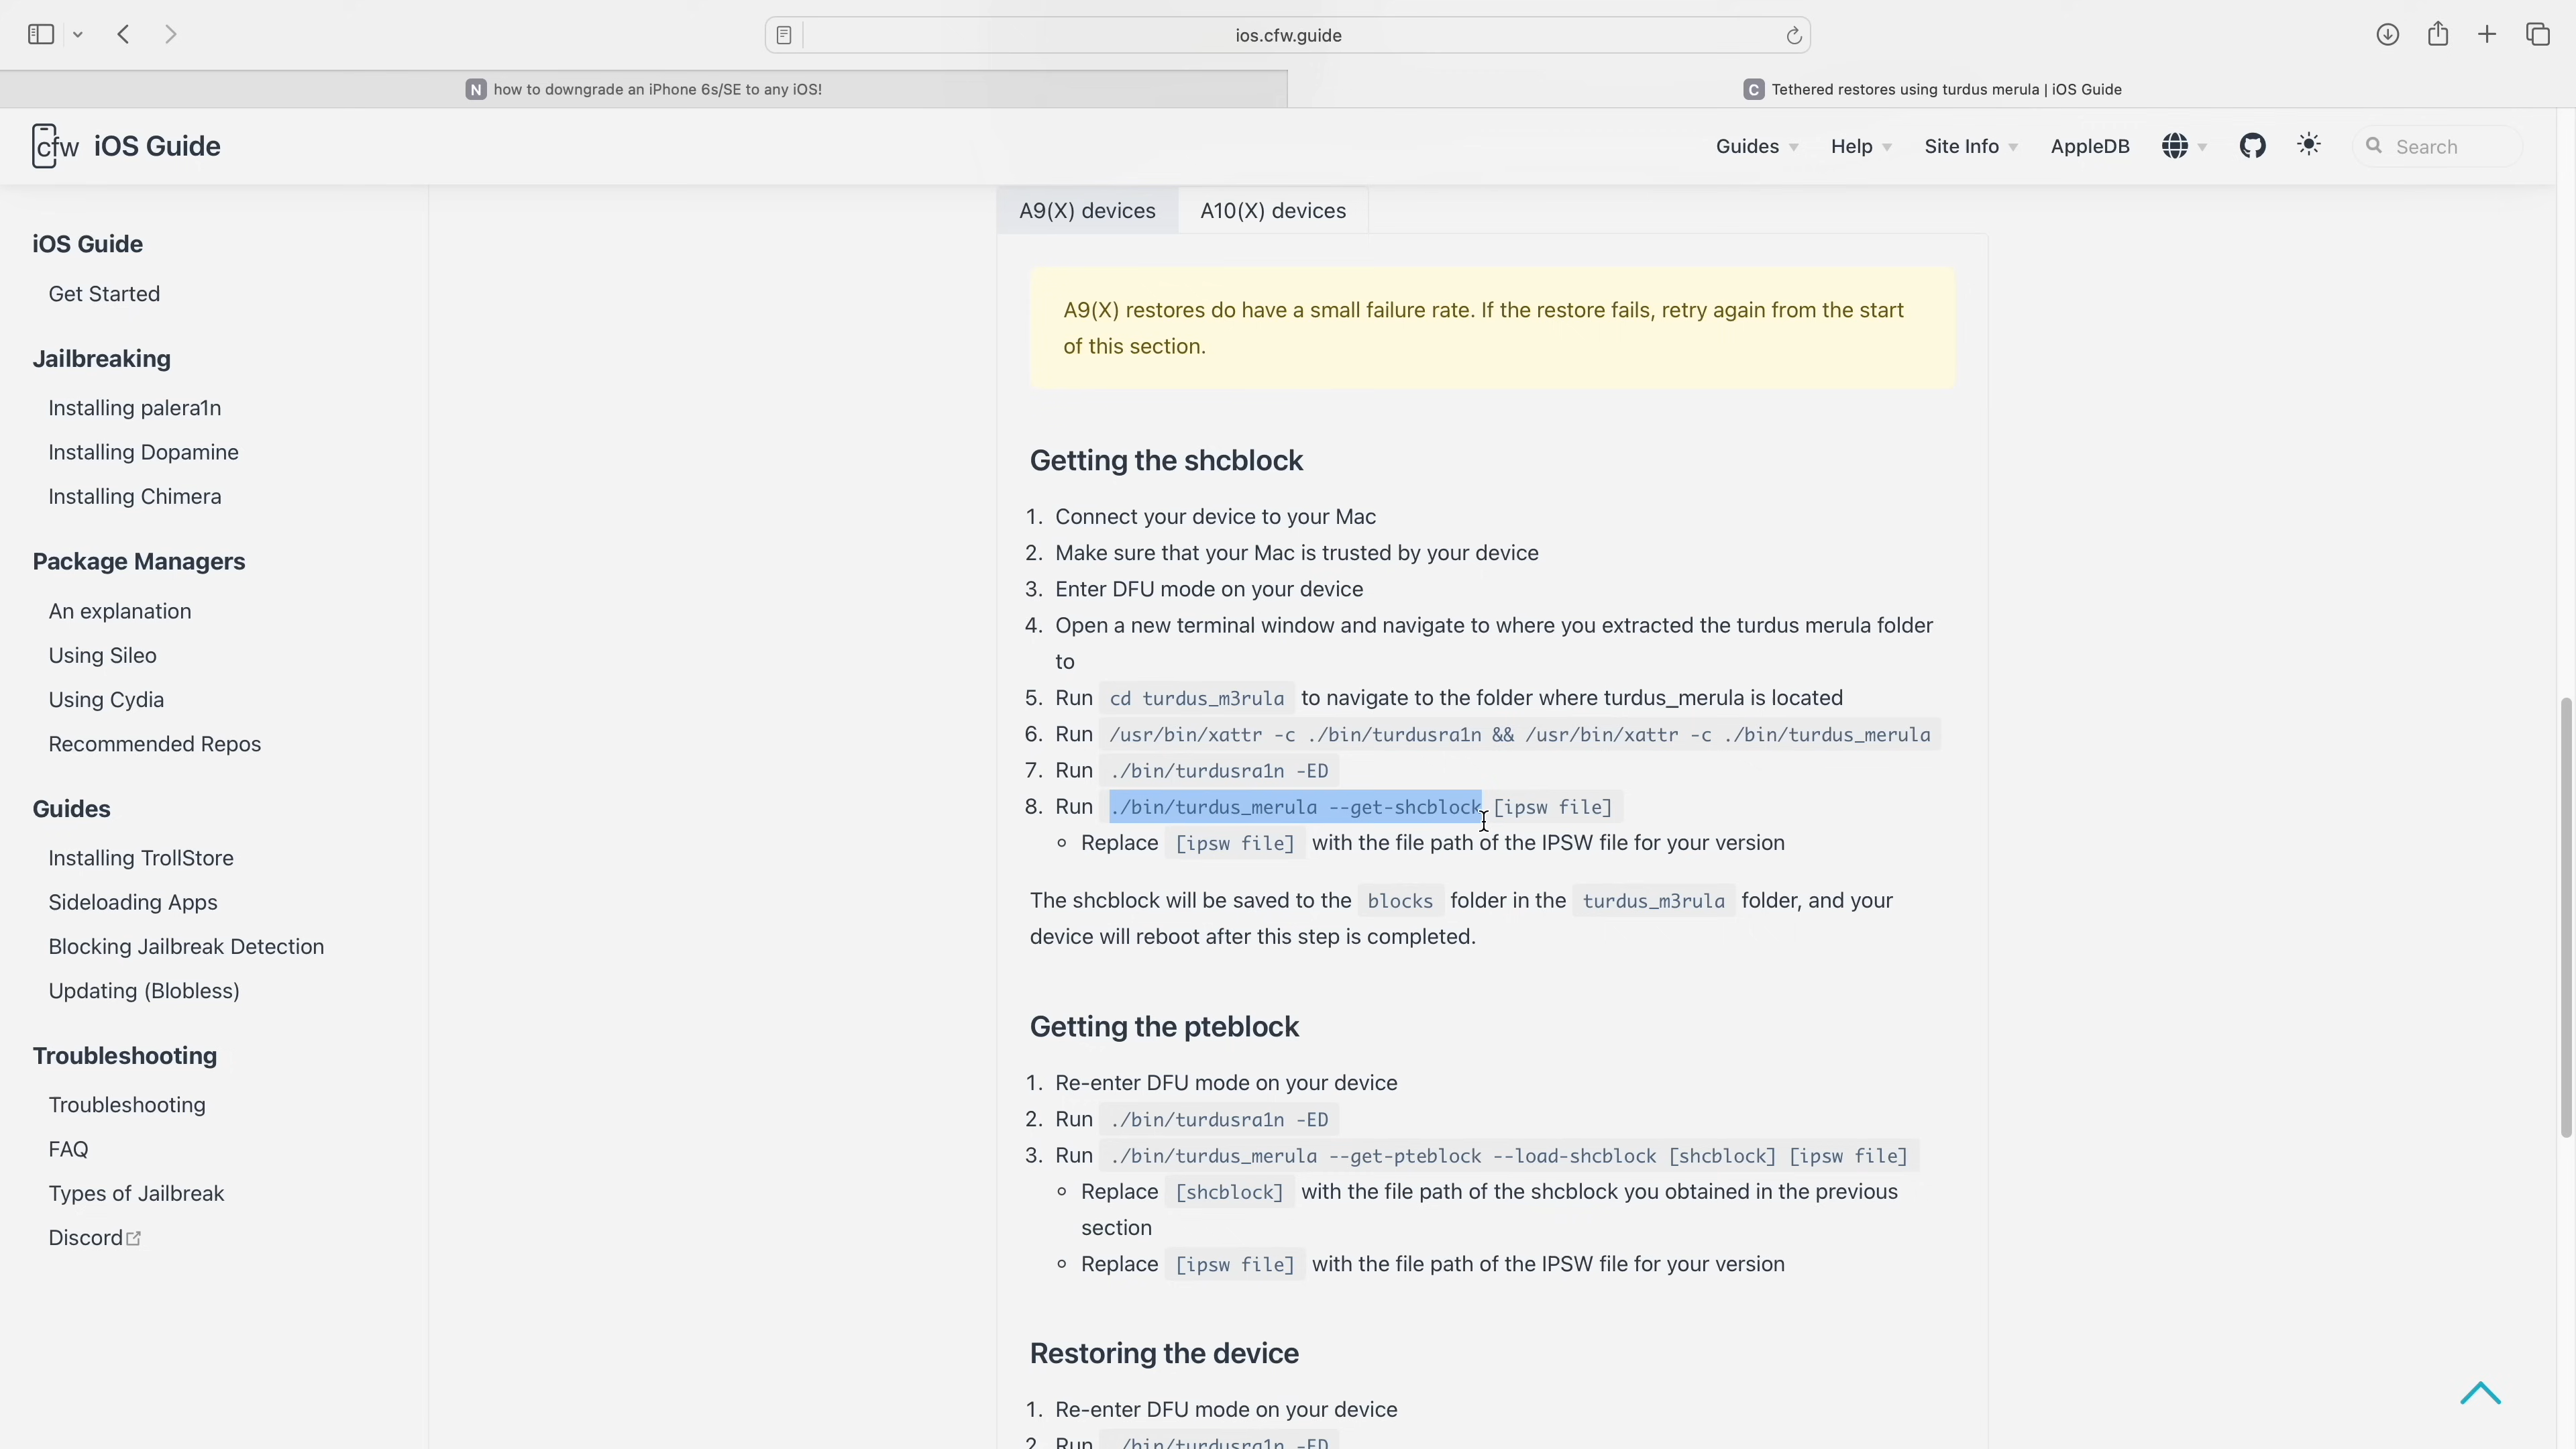 ios.cfw.guide
N how to downgrade an iPhone 6s/SE to any iOS!
C Tethered restores using turdus merula | iOS Guide
cfw iOS Guide
Guides Help Site Info AppleDB Search
iOS Guide
Get Started
Jailbreaking
Installing palera1n
Installing Dopamine
Installing Chimera
Package Managers
An explanation
Using Sileo
Using Cydia
Recommended Repos
Guides
Installing TrollStore
Sideloading Apps
Blocking Jailbreak Detection
Updating (Blobless)
Troubleshooting
Troubleshooting
FAQ
Types of Jailbreak
Discord
A9(X) devices A10(X) devices
A9(X) restores do have a small failure rate. If the restore fails, retry again from the start
of this section.
Getting the shcblock
1. Connect your device to your Mac
2. Make sure that your Mac is trusted by your device
3. Enter DFU mode on your device
4. Open a new terminal window and navigate to where you extracted the turdus merula folder
to
5. Run cd turdus_m3rula to navigate to the folder where turdus_merula is located
6. Run /usr/bin/xattr -c ./bin/turdusra1n && /usr/bin/xattr -c ./bin/turdus_merula
7. Run ./bin/turdusra1n -ED
8. Run ./bin/turdus_merula --get-shcblock [ipsw file]
Replace [ipsw file] with the file path of the IPSW file for your version
The shcblock will be saved to the blocks folder in the turdus_m3rula folder, and your
device will reboot after this step is completed.
Getting the pteblock
1. Re-enter DFU mode on your device
2. Run ./bin/turdusra1n -ED
3. Run ./bin/turdus_merula --get-pteblock --load-shcblock [shcblock] [ipsw file]
Replace [shcblock] with the file path of the shcblock you obtained in the previous
section
Replace [ipsw file] with the file path of the IPSW file for your version
Restoring the device
1. Re-enter DFU mode on your device
2. Run ./bin/turdusra1n -ED